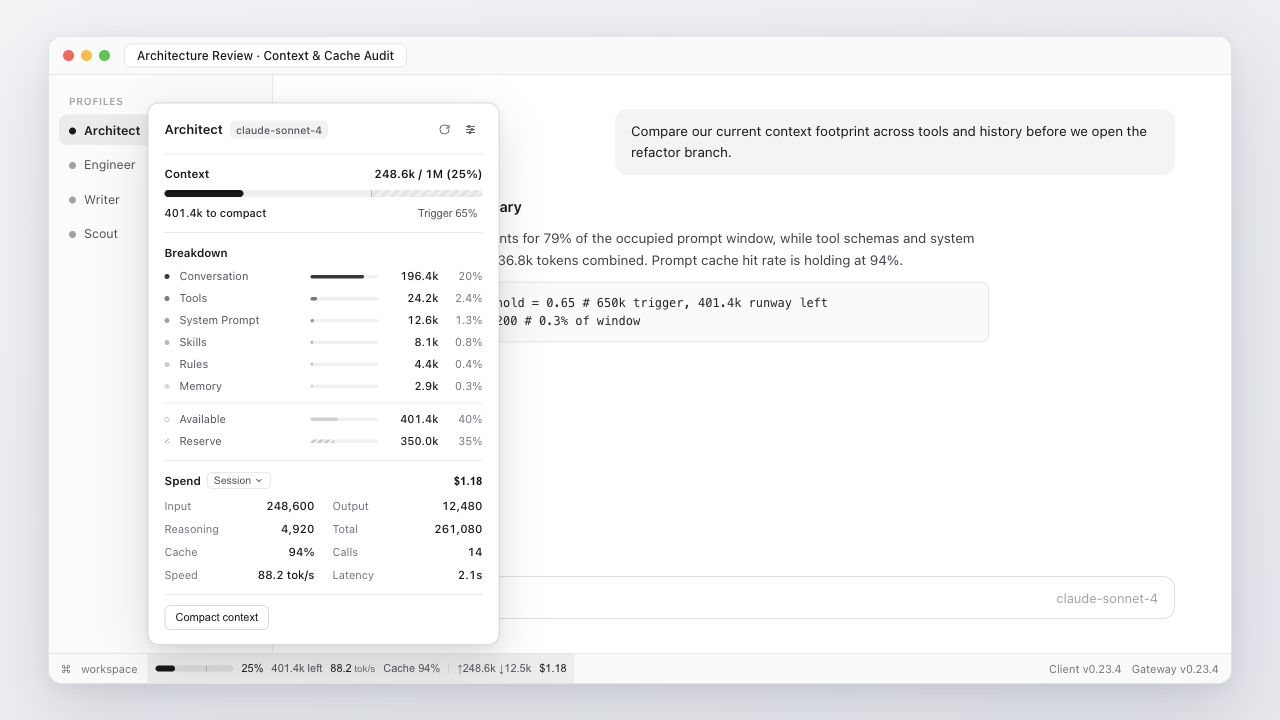 Architecture Review · Context & Cache Audit
PROFILES
Architect
Engineer
Writer
Scout
Architect claude-sonnet-4
Context 248.6k / 1M (25%)
401.4k to compact Trigger 65%
Breakdown
Conversation 196.4k 20%
Tools 24.2k 2.4%
System Prompt 12.6k 1.3%
Skills 8.1k 0.8%
Rules 4.4k 0.4%
Memory 2.9k 0.3%
Available 401.4k 40%
Reserve 350.0k 35%
Spend Session $1.18
Input 248,600 Output 12,480
Reasoning 4,920 Total 261,080
Cache 94% Calls 14
Speed 88.2 tok/s Latency 2.1s
Compact context
Compare our current context footprint across tools and history before we open the
refactor branch.
ary
nts for 79% of the occupied prompt window, while tool schemas and system
36.8k tokens combined. Prompt cache hit rate is holding at 94%.
hold = 0.65 # 650k trigger, 401.4k runway left
200 # 0.3% of window
claude-sonnet-4
⌘ workspace 25% 401.4k left 88.2 tok/s Cache 94% ↑248.6k ↓12.5k $1.18 Client v0.23.4 Gateway v0.23.4